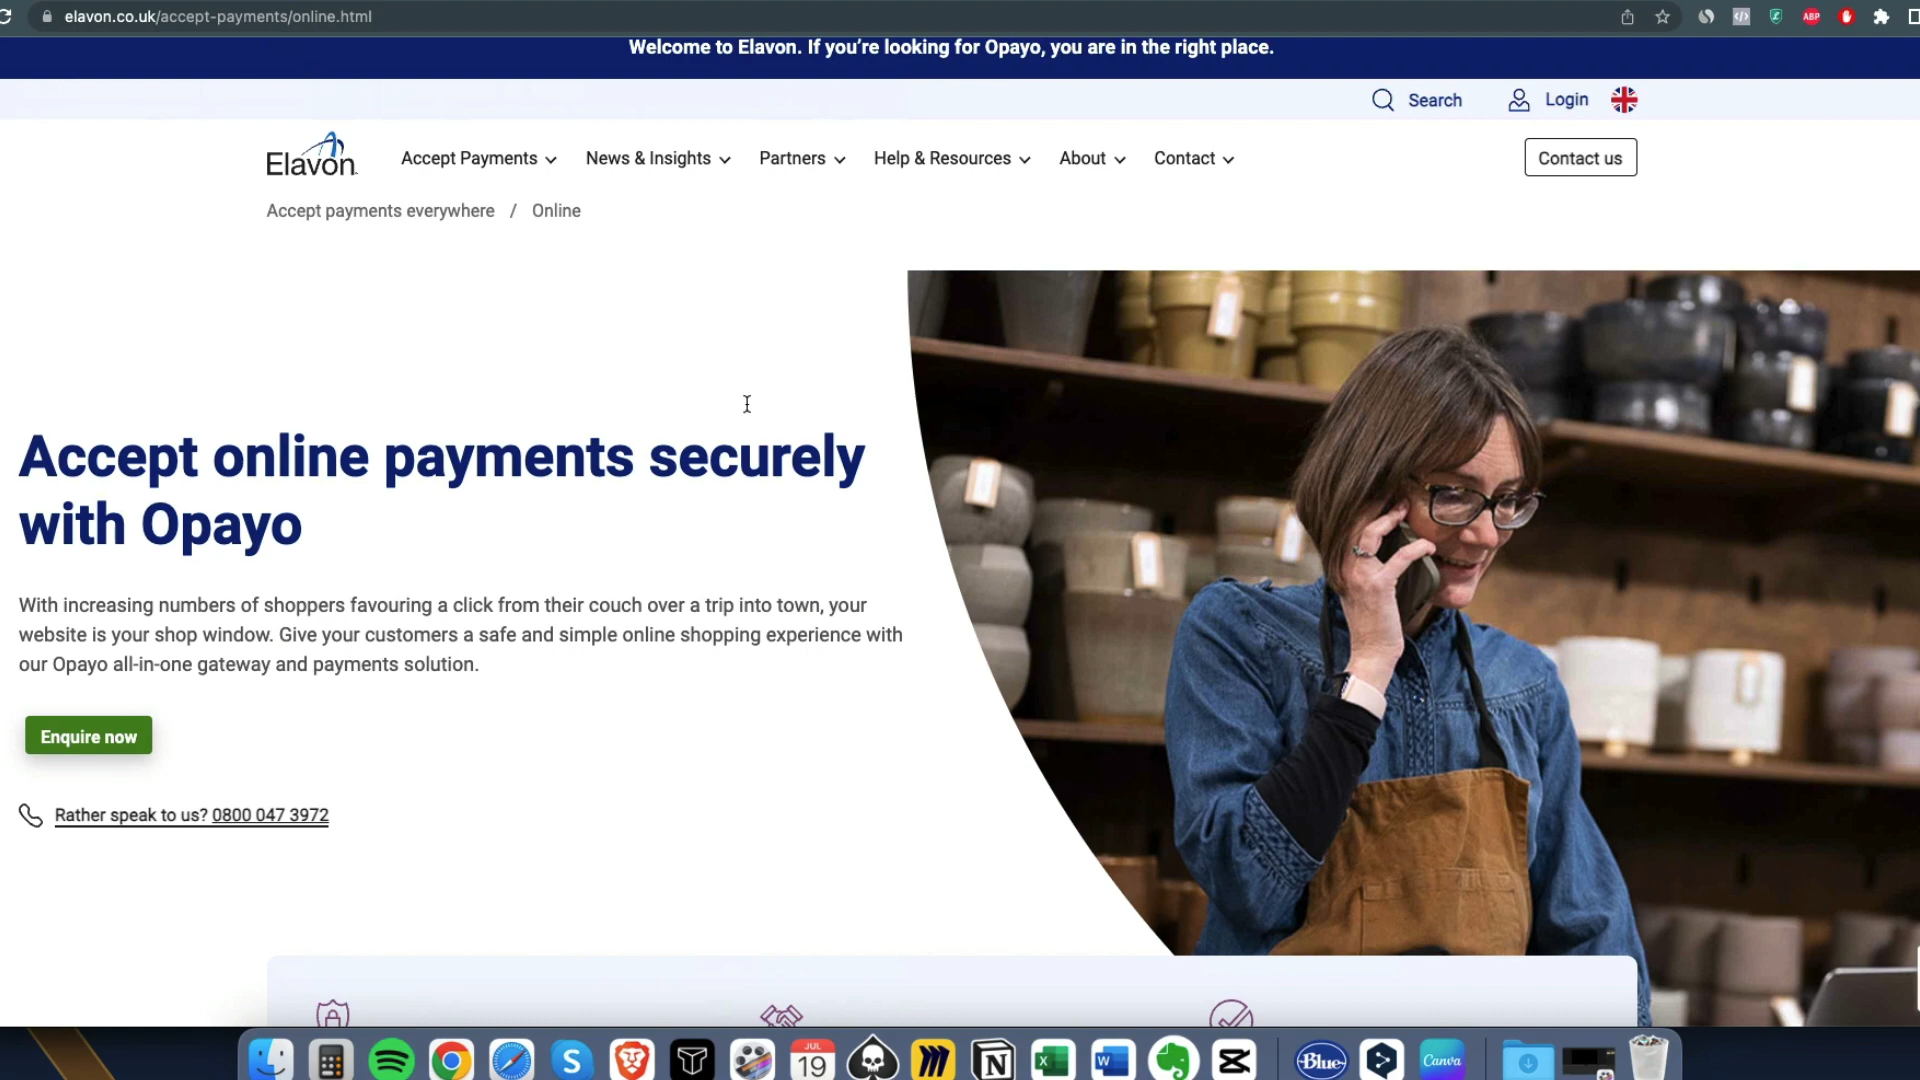 elavon.co.uk/accept-payments/online.html
ABP
Welcome to Elavon. If you’re looking for Opayo, you are in the right place.
Search
Login
Elavon
Accept Payments
News & Insights
Partners
Help & Resources
About
Contact
Contact us
Accept payments everywhere / Online
Accept online payments securely
with Opayo
With increasing numbers of shoppers favouring a click from their couch over a trip into town, your
website is your shop window. Give your customers a safe and simple online shopping experience with
our Opayo all-in-one gateway and payments solution.
Enquire now
Rather speak to us? 0800 047 3972
JUL
19
Blue
Canva